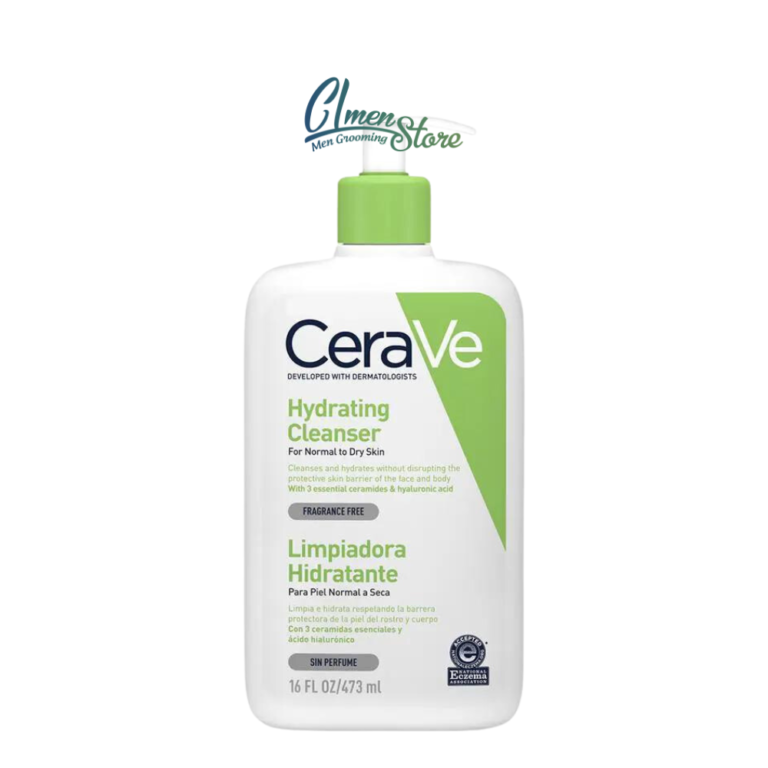 CImen
Store
Men Grooming
CeraVe
DEVELOPED WITH DERMATOLOGISTS
Hydrating
Cleanser
For Normal to Dry Skin
Cleanses and hydrates without disrupting the
protective skin barrier of the face and body
With 3 essential ceramides & hyaluronic acid
FRAGRANCE FREE
Limpiadora
Hidratante
Para Piel Normal a Seca
Limpia e hidrata respetando la barrera
protectora de la piel del rostro y cuerpo
Con 3 ceramidas esenciales y
ácido hialurónico
SIN PERFUME
16 FL OZ/473 ml
ACCEPTED
e
NATIONAL
Eczema
ASSOCIATION